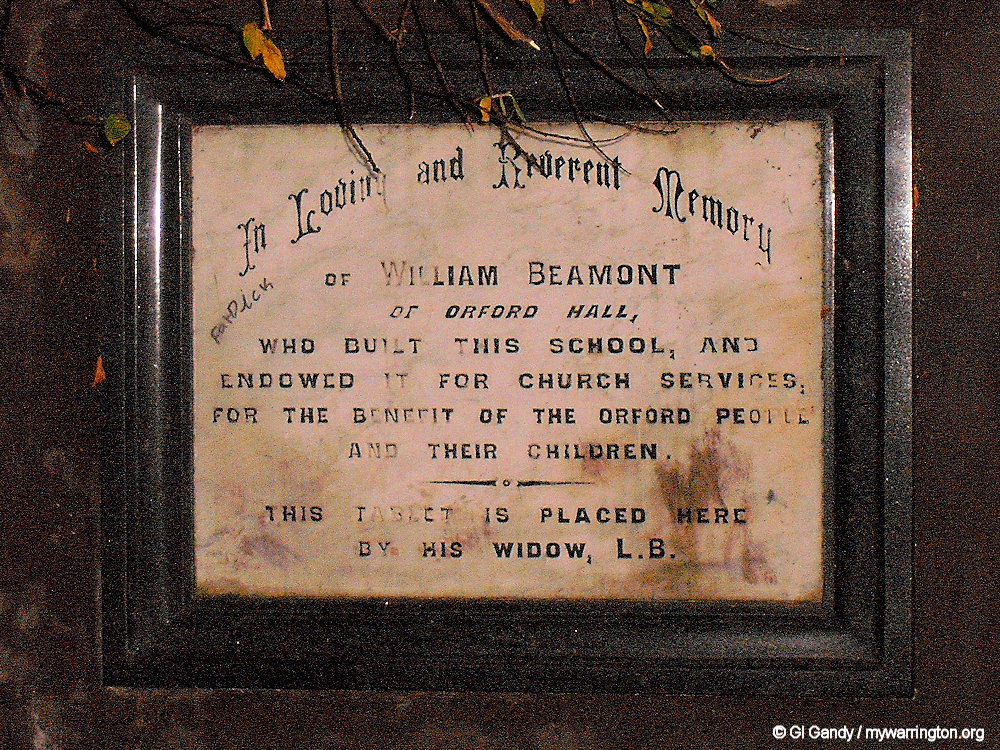 In Loving and Reverent Memory
OF WILLIAM BEAMONT
OF ORFORD HALL,
WHO BUILT THIS SCHOOL, AND
ENDOWED IT FOR CHURCH SERVICES,
FOR THE BENEFIT OF THE ORFORD PEOPLE
AND THEIR CHILDREN.
THIS TABLET IS PLACED HERE
BY HIS WIDOW, L.B.
© GI Gandy / mywarrington.org